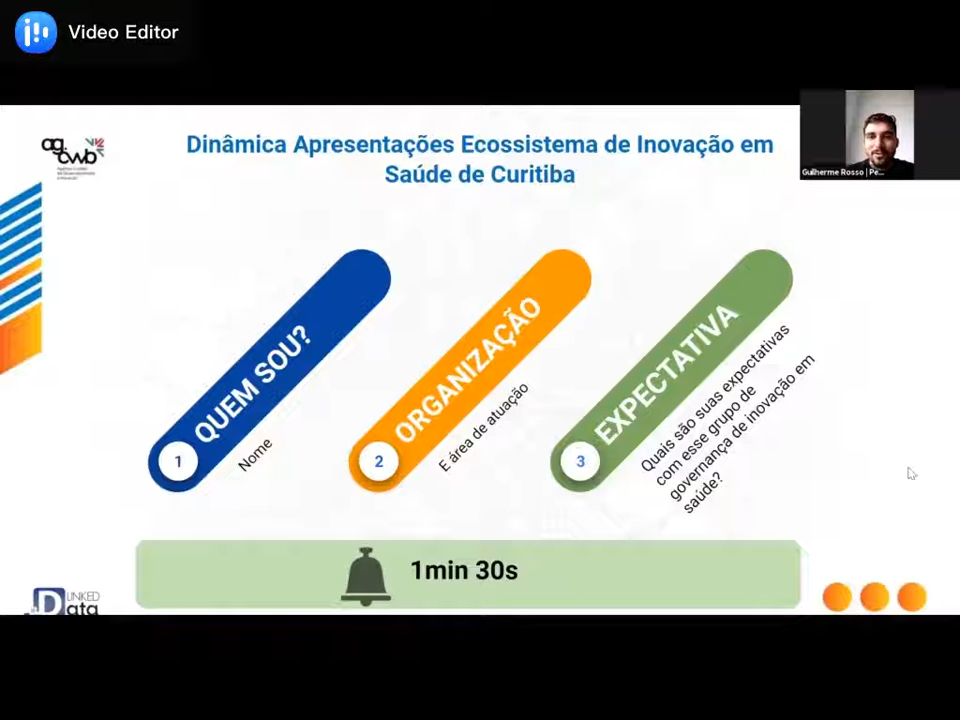 Video Editor
ag.
cwb
Dinâmica Apresentações Ecossistema de Inovação em
Saúde de Curitiba
Guilherme Rosso | Pe...
QUEM SOU?
1
Nome
ORGANIZAÇÃO
2
E área de atuação
EXPECTATIVA
3
Quais são suas expectativas
com esse grupo de
governança de inovação em
saúde?
1min 30s
LINKED
Data